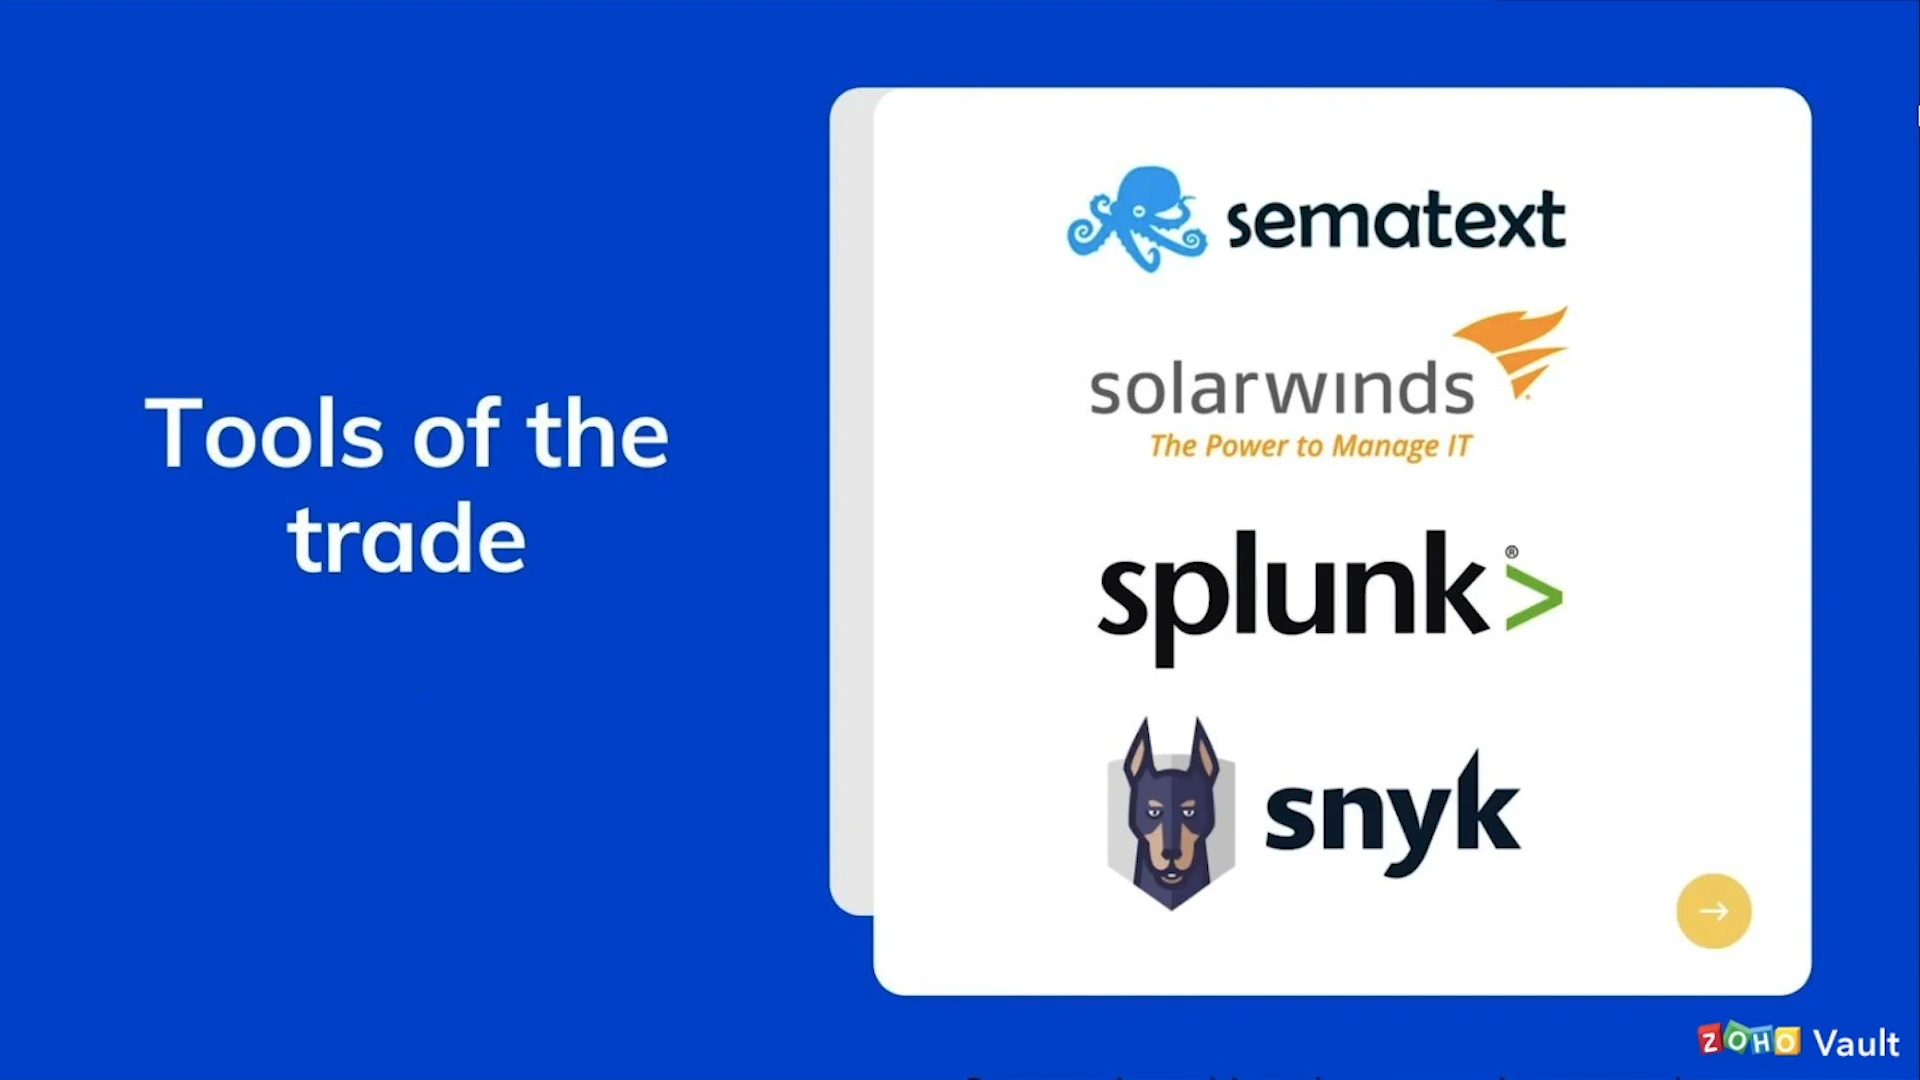 Tools of the
trade
sematext
solarwinds
The Power to Manage IT
splunk>®
snyk
ZOHO Vault